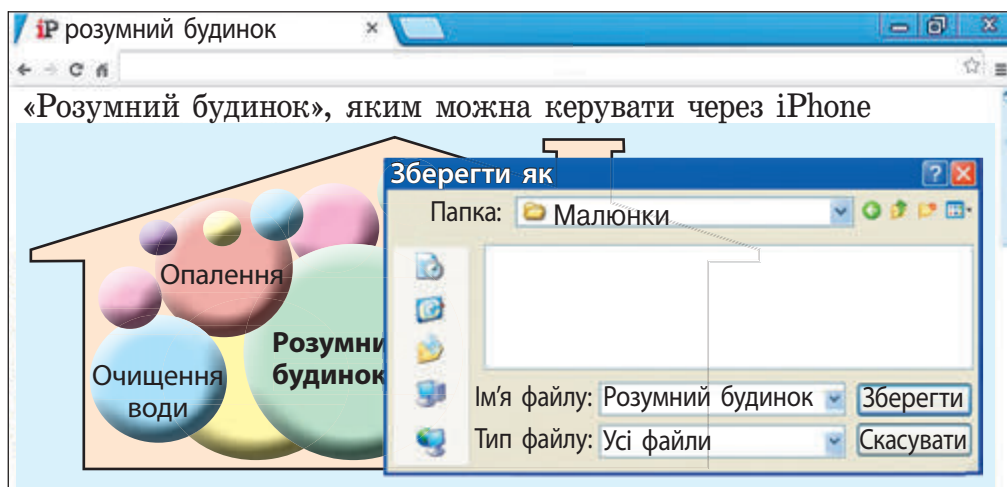 iP розумний будинок
«Розумний будинок», яким можна керувати через iPhone
Зберегти як
Папка: Малюнки
Опалення
Розумни
будинок
Очищення
води
Ім'я файлу: Розумний будинок Зберегти
Тип файлу: Усі файли Скасувати